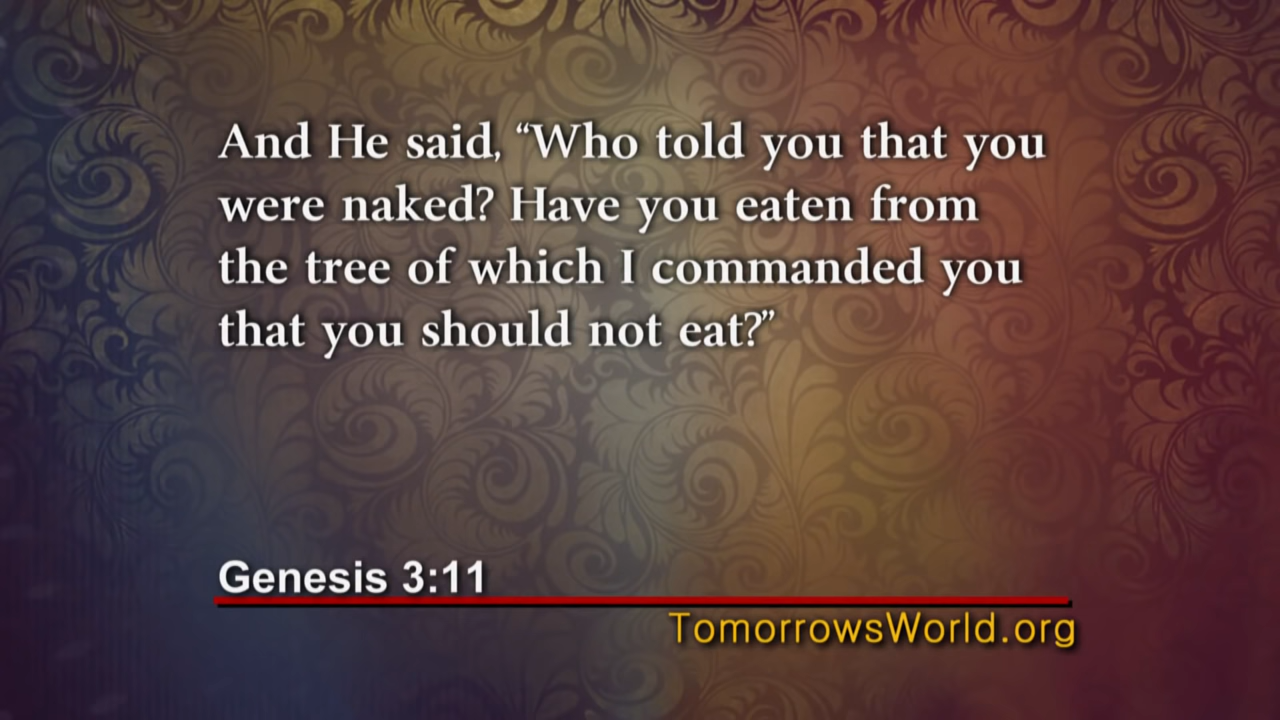 And He said, “Who told you that you
were naked? Have you eaten from
the tree of which I commanded you
that you should not eat?”
Genesis 3:11
TomorrowsWorld.org